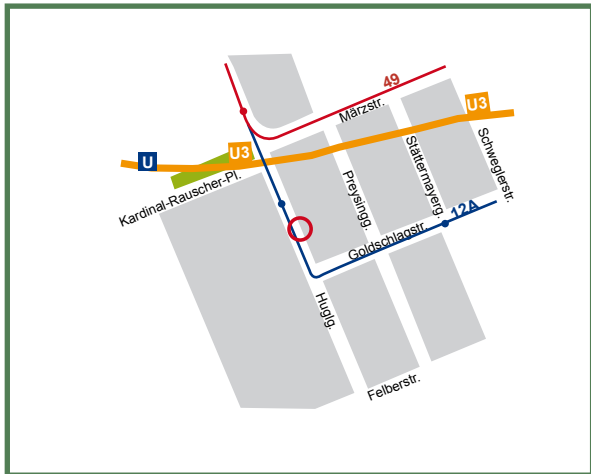 49
Märzstr.
U3
U3
U
Kardinal-Rauscher-Pl.
Preysingg.
Stättermayerg.
Schweglerstr.
12A
Goldschlagstr.
Huglg.
Felberstr.